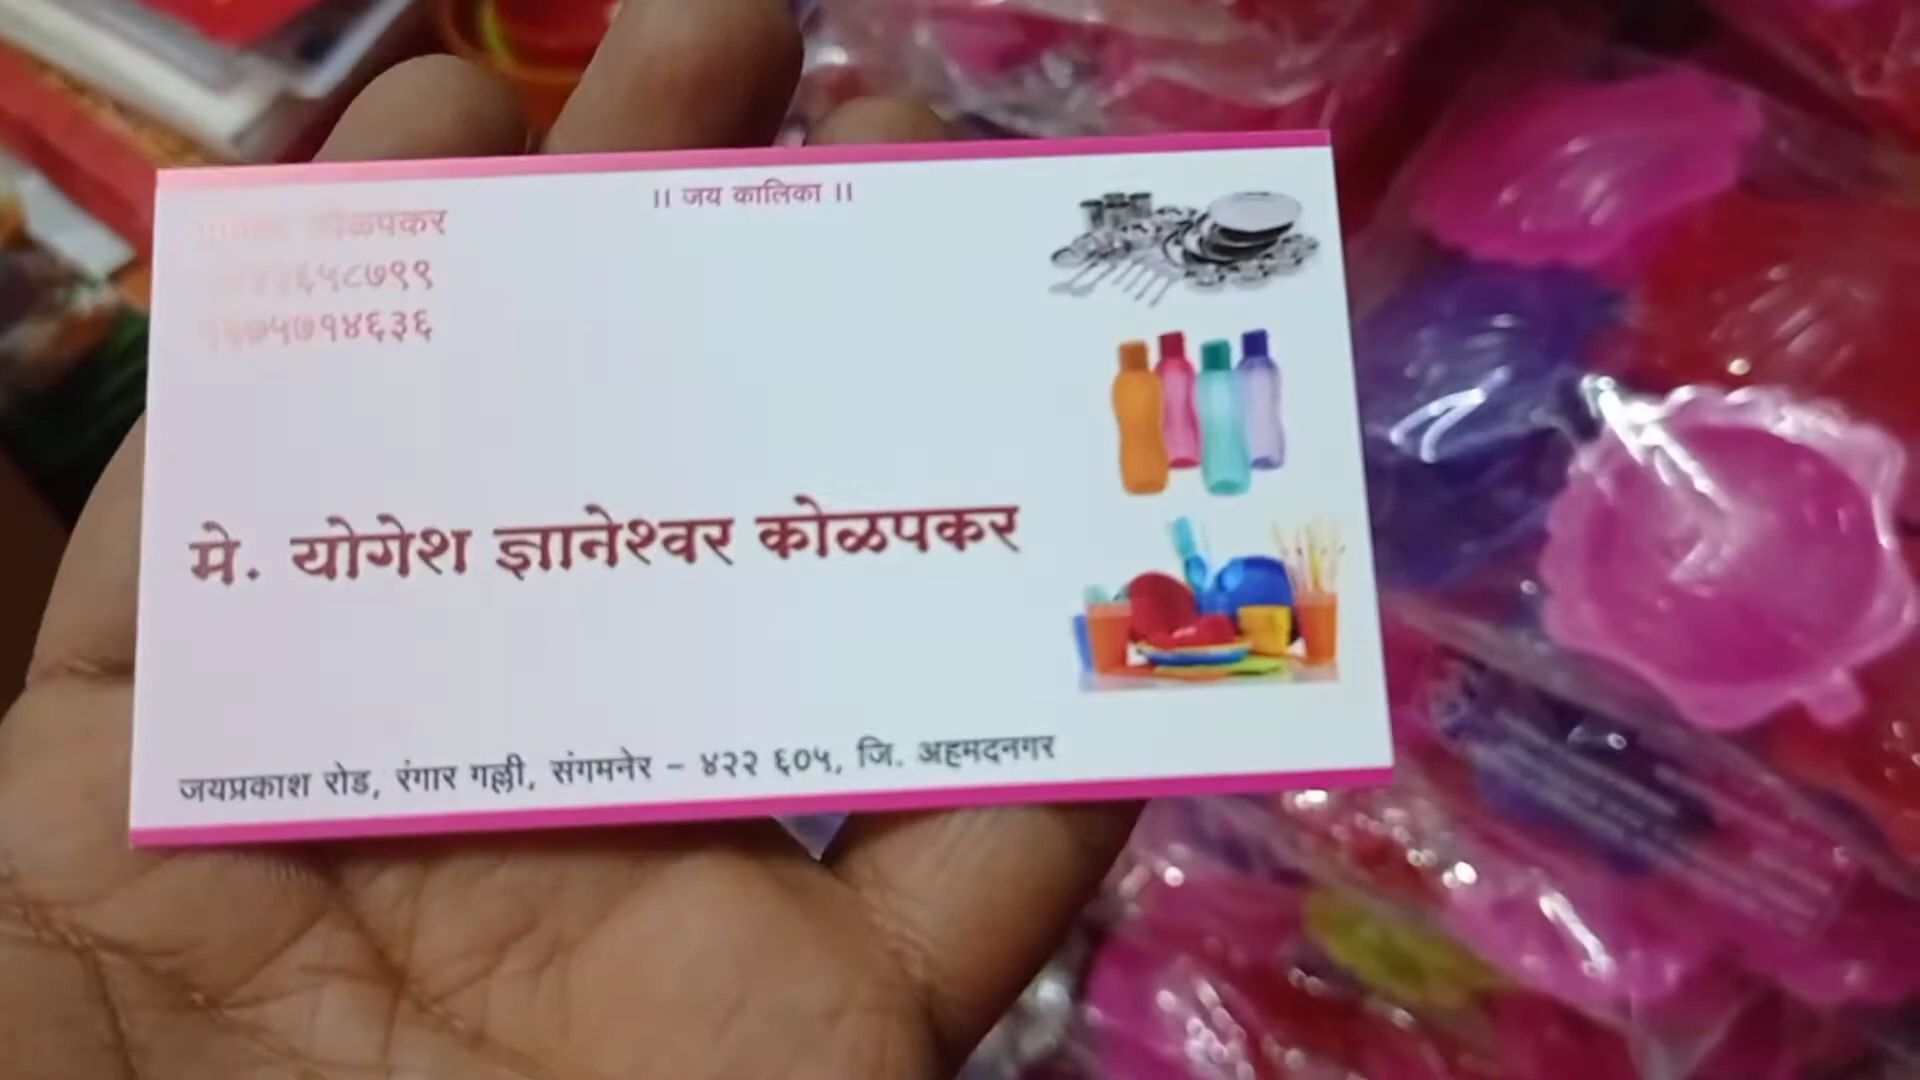 ।। जय कालिका ।।
कोळपकर
मे. योगेश ज्ञानेश्वर कोळपकर
जयप्रकाश रोड, रंगार गल्ली, संगमनेर – ४२२ ६०५, जि. अहमदनगर